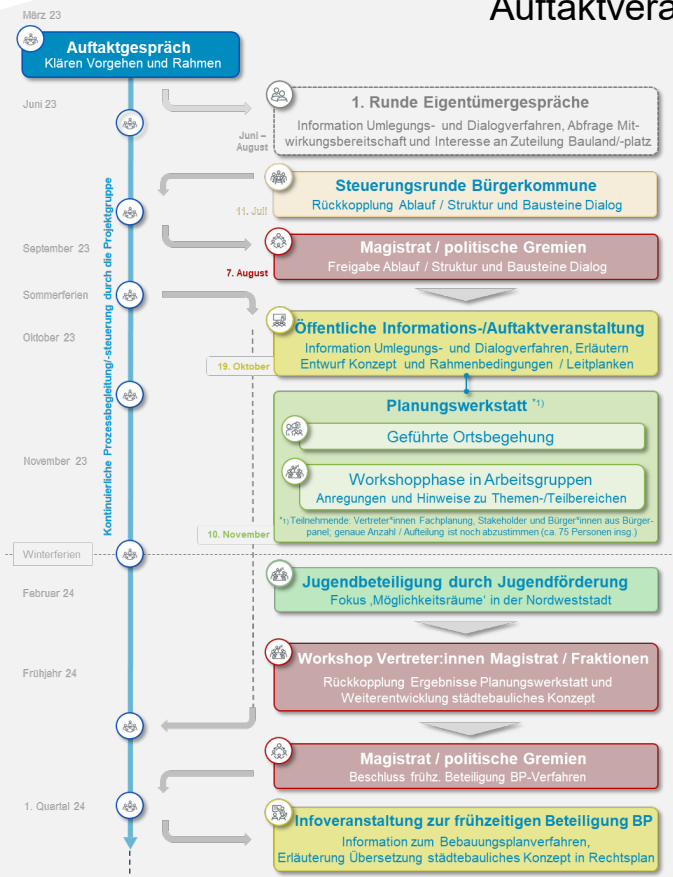 Auftaktvera
März 23
Auftaktgespräch
Klären Vorgehen und Rahmen
Juni 23
1. Runde Eigentümergespräche
Information Umlegungs- und Dialogverfahren, Abfrage Mit-
wirkungsbereitschaft und Interesse an Zuteilung Bauland/-platz
Juni –
August
Steuerungsrunde Bürgerkommune
Rückkopplung Ablauf / Struktur und Bausteine Dialog
11. Juli
Kontinuierliche Prozessbegleitung/-steuerung durch die Projektgruppe
September 23
Magistrat / politische Gremien
Freigabe Ablauf / Struktur und Bausteine Dialog
7. August
Sommerferien
Oktober 23
Öffentliche Informations-/Auftaktveranstaltung
Information Umlegungs- und Dialogverfahren, Erläutern
Entwurf Konzept und Rahmenbedingungen / Leitplanken
19. Oktober
Planungswerkstatt *1)
Geführte Ortsbegehung
November 23
Workshopphase in Arbeitsgruppen
Anregungen und Hinweise zu Themen-/Teilbereichen
*1) Teilnehmende: Vertreter*innen Fachplanung, Stakeholder und Bürger*innen aus Bürger-
panel; genaue Anzahl / Aufteilung ist noch abzustimmen (ca. 75 Personen insg.)
10. November
Winterferien
Februar 24
Jugendbeteiligung durch Jugendförderung
Fokus ‚Möglichkeitsräume‘ in der Nordweststadt
Frühjahr 24
Workshop Vertreter:innen Magistrat / Fraktionen
Rückkopplung Ergebnisse Planungswerkstatt und
Weiterentwicklung städtebauliches Konzept
Magistrat / politische Gremien
Beschluss frühz. Beteiligung BP-Verfahren
1. Quartal 24
Infoveranstaltung zur frühzeitigen Beteiligung BP
Information zum Bebauungsplanverfahren,
Erläuterung Übersetzung städtebauliches Konzept in Rechtsplan